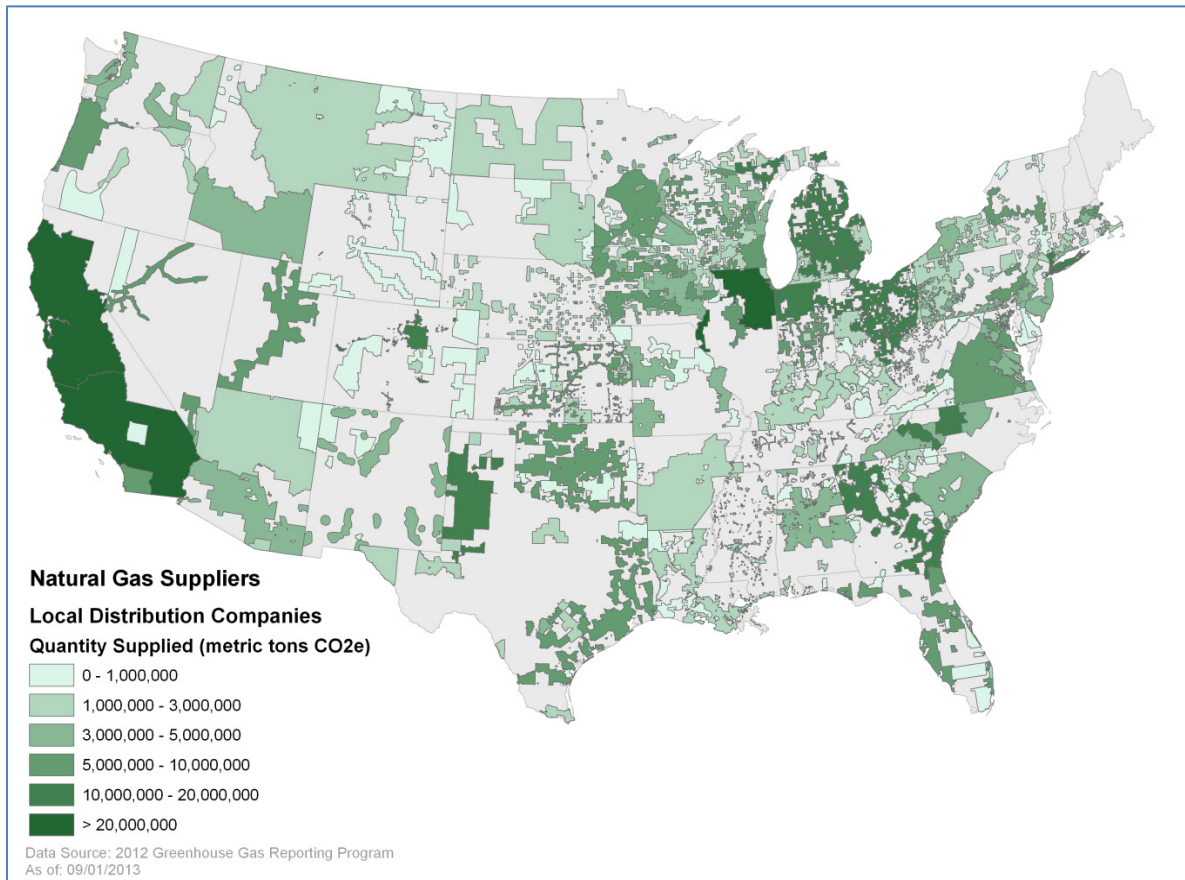 Natural Gas Suppliers
Local Distribution Companies
Quantity Supplied (metric tons CO2e)
0 - 1,000,000
1,000,000 - 3,000,000
3,000,000 - 5,000,000
5,000,000 - 10,000,000
10,000,000 - 20,000,000
> 20,000,000
Data Source: 2012 Greenhouse Gas Reporting Program
As of: 09/01/2013